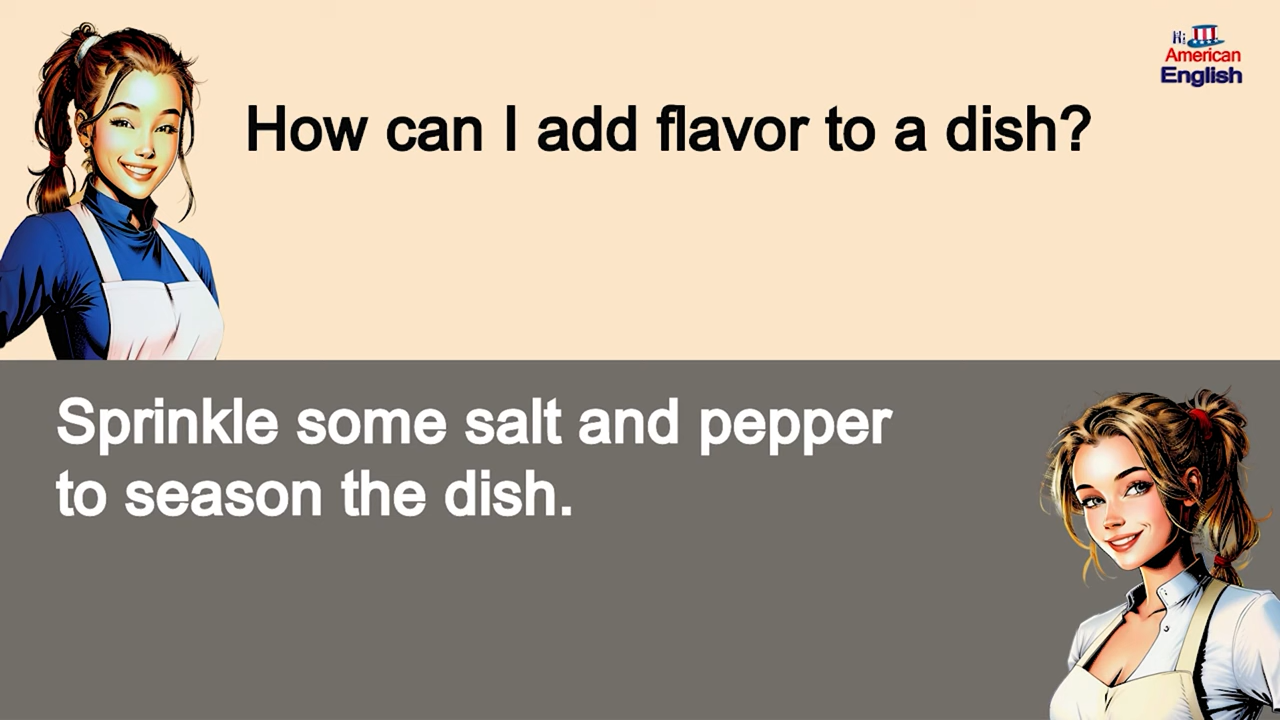 Hi
American
English
How can I add flavor to a dish?
Sprinkle some salt and pepper
to season the dish.